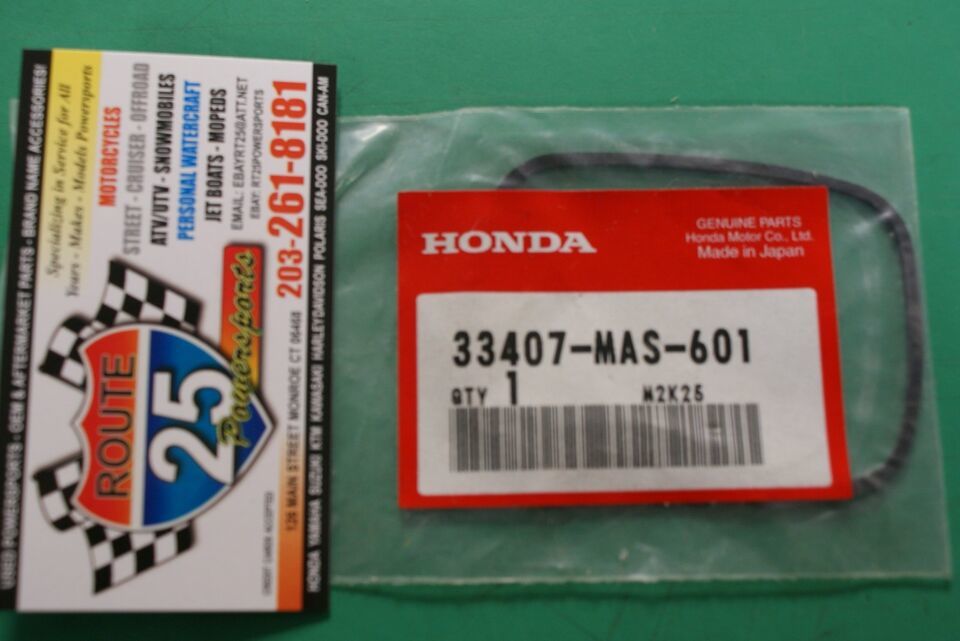 USED POWERSPORTS - OEM & AFTERMARKET PARTS - BRAND NAME ACCESSORIES!
Specializing in Service for All
Years - Makes - Models Powersports
MOTORCYCLES
STREET - CRUISER - OFFROAD
ATV/UTV - SNOWMOBILES
PERSONAL WATERCRAFT
JET BOATS - MOPEDS
EMAIL: EBAYRT25@ATT.NET
EBAY: RT25POWERSPORTS
203-261-8181
ROUTE
25
Powersports
CREDIT CARDS ACCEPTED
126 MAIN STREET MONROE CT 06468
HONDA YAMAHA SUZUKI KTM KAWASAKI HARLEY DAVIDSON POLARIS SEA-DOO SKI-DOO CAN-AM
HONDA
GENUINE PARTS
Honda Motor Co., Ltd.
Made in Japan
33407-MAS-601
QTY 1 M2K25